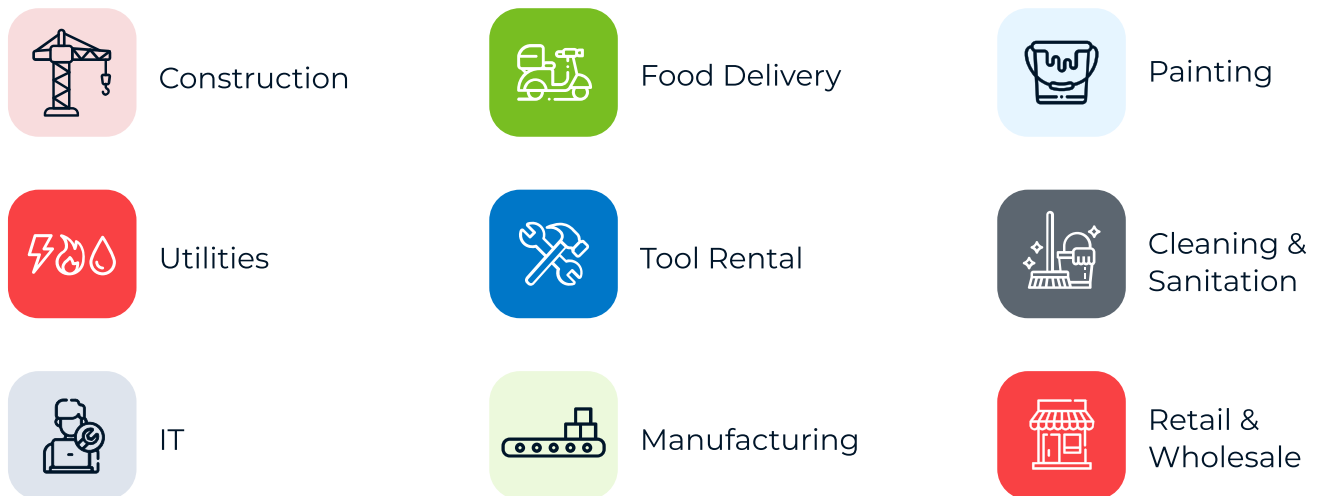 Construction
Food Delivery
Painting
Utilities
Tool Rental
Cleaning &
Sanitation
IT
Manufacturing
Retail &
Wholesale